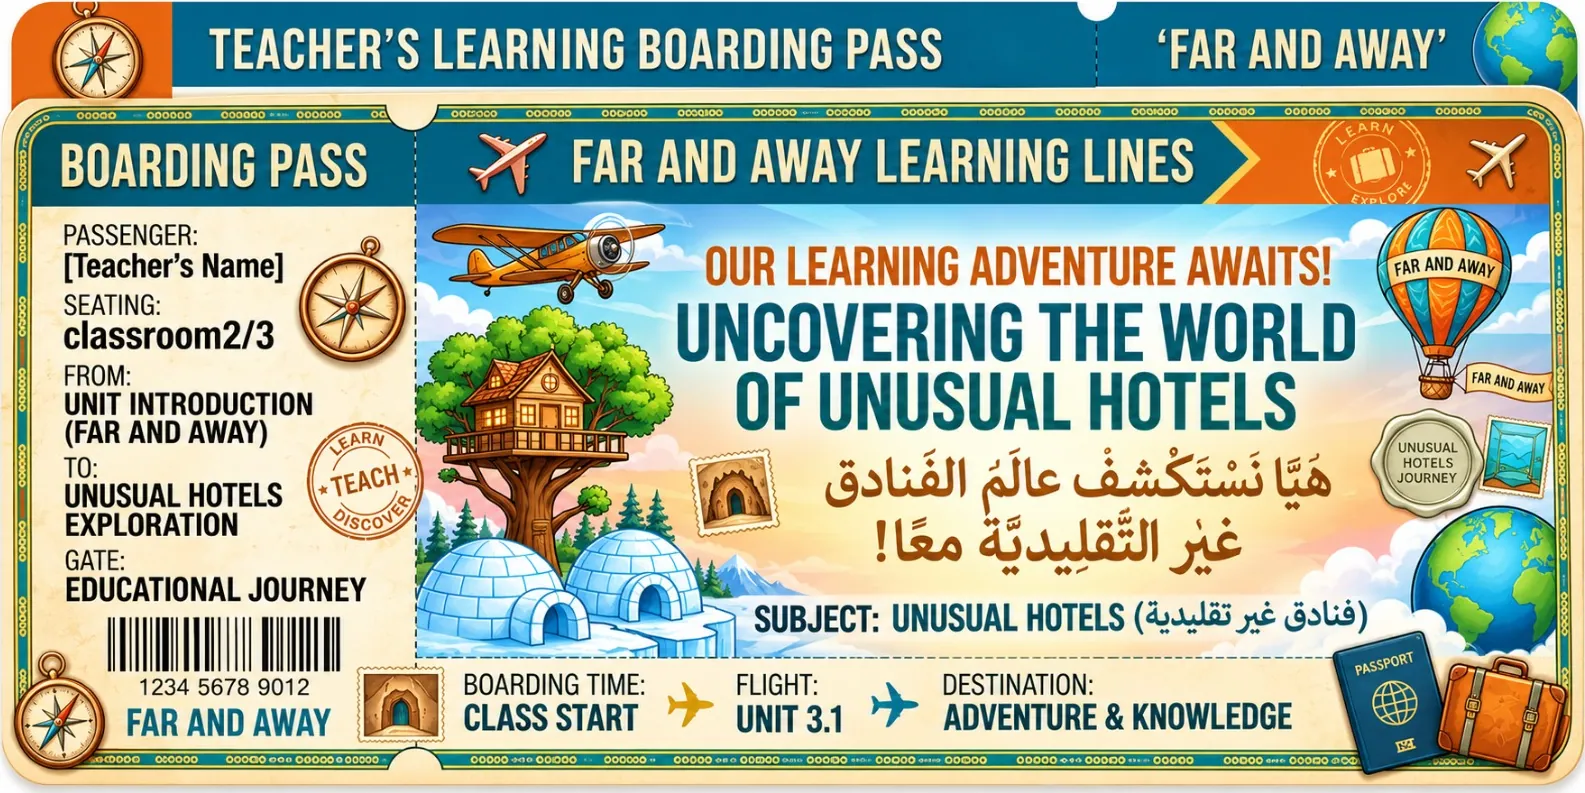 TEACHER'S LEARNING BOARDING PASS
'FAR AND AWAY'
BOARDING PASS
PASSENGER:
[Teacher's Name]
SEATING:
classroom2/3
FROM:
UNIT INTRODUCTION
(FAR AND AWAY)
TO:
UNUSUAL HOTELS
EXPLORATION
GATE:
EDUCATIONAL JOURNEY
1234 5678 9012
FAR AND AWAY
LEARN
TEACH
DISCOVER
FAR AND AWAY LEARNING LINES
LEARN
EXPLORE
OUR LEARNING ADVENTURE AWAITS!
UNCOVERING THE WORLD
OF UNUSUAL HOTELS
هَيَّا نَسْتَكْشفْ عالَمَ الفَنادق
غيْر التَّقليديَّة معًا!
SUBJECT: UNUSUAL HOTELS (فنادق غير تقليدية)
FAR AND AWAY
FAR AND AWAY
UNUSUAL
HOTELS
JOURNEY
PASSPORT
BOARDING TIME:
CLASS START
FLIGHT:
UNIT 3.1
DESTINATION:
ADVENTURE & KNOWLEDGE